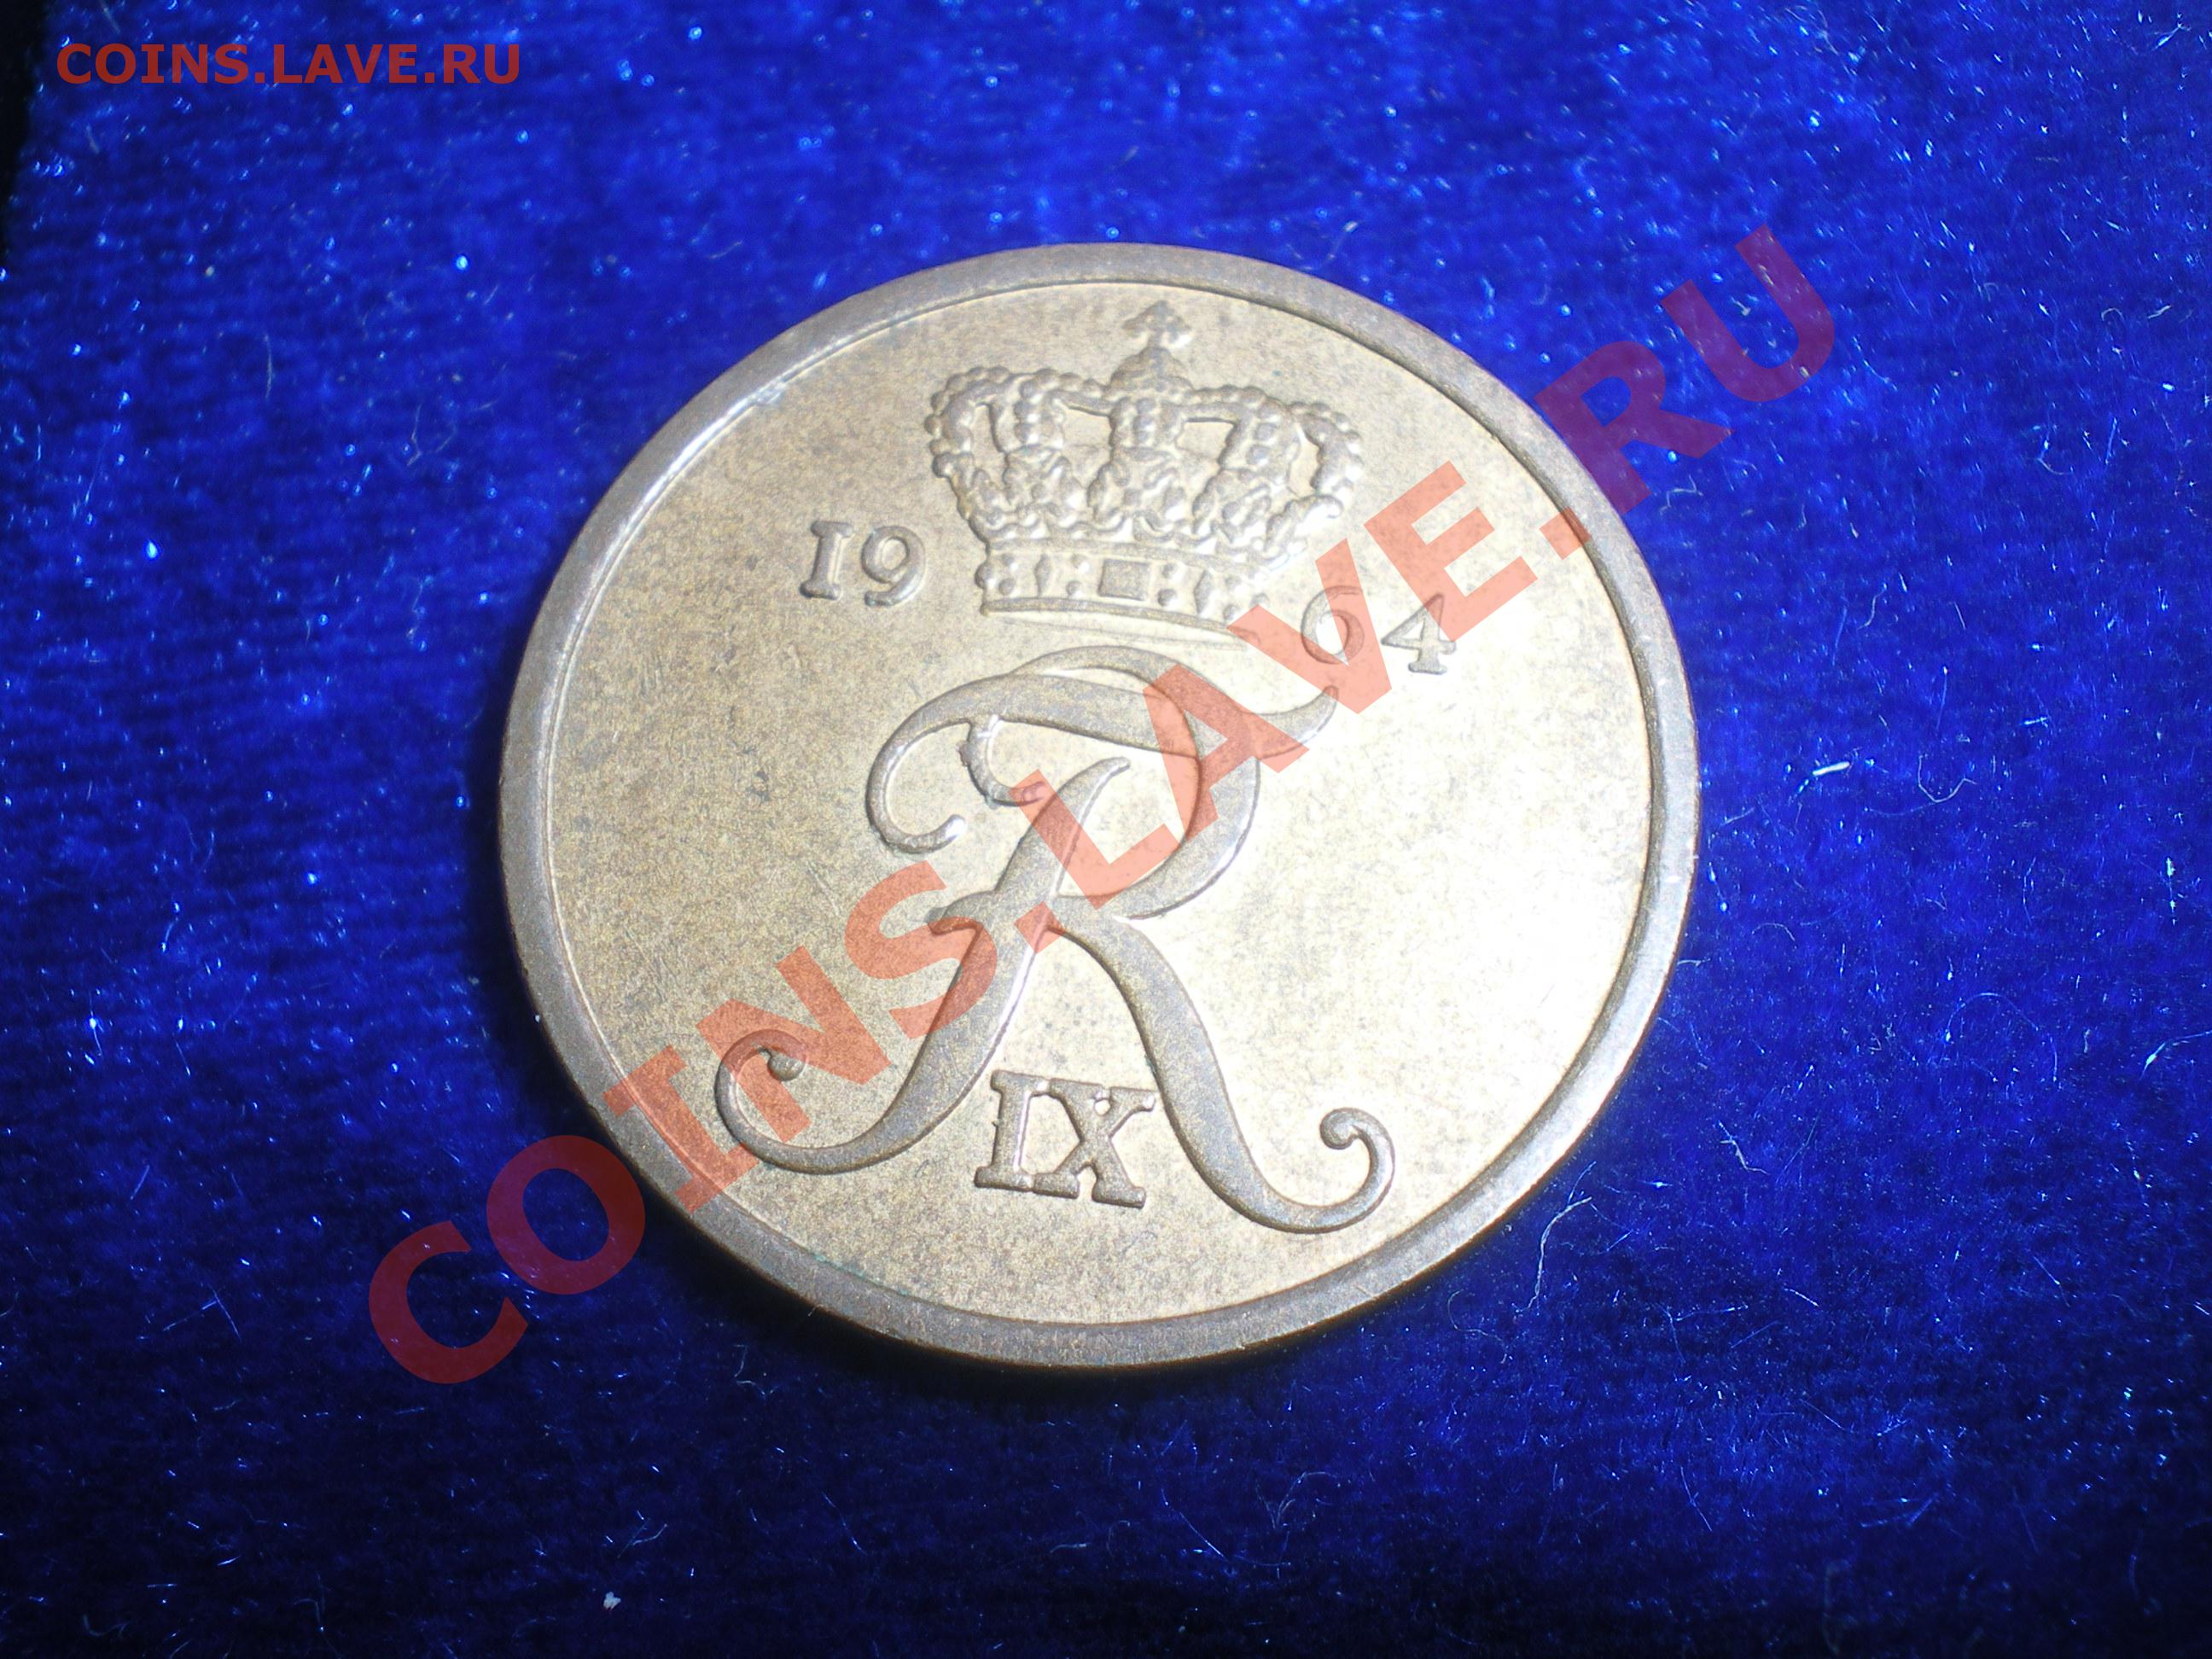 COINS.LAVE.RU
19 64
R
IX
COINS.LAVE.RU